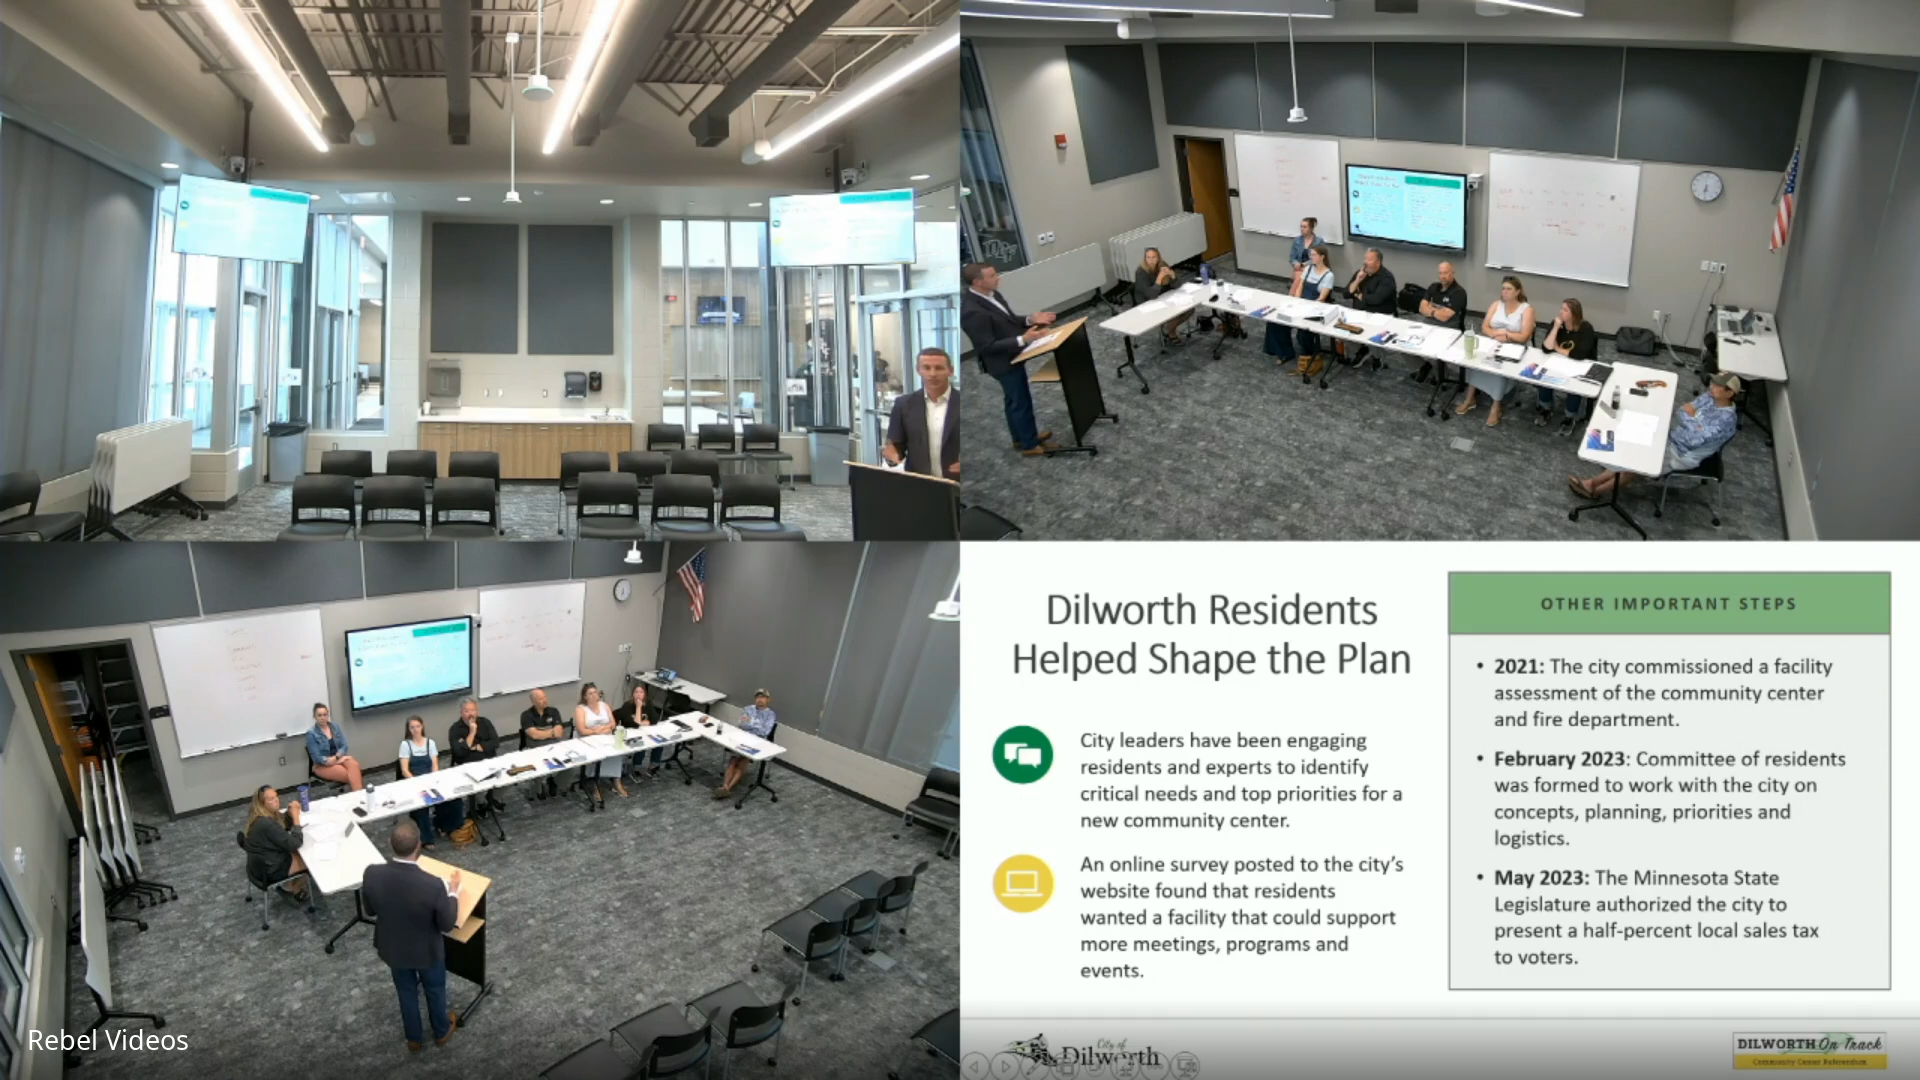 Dilworth Residents
Helped Shape the Plan
City leaders have been engaging
residents and experts to identify
critical needs and top priorities for a
new community center.
An online survey posted to the city's
website found that residents
wanted a facility that could support
more meetings, programs and
events.
OTHER IMPORTANT STEPS
• 2021: The city commissioned a facility
assessment of the community center
and fire department.
• February 2023: Committee of residents
was formed to work with the city on
concepts, planning, priorities and
logistics.
• May 2023: The Minnesota State
Legislature authorized the city to
present a half-percent local sales tax
to voters.
City of
Dilworth
DILWORTH On Track
Community Center Referendum
Rebel Videos